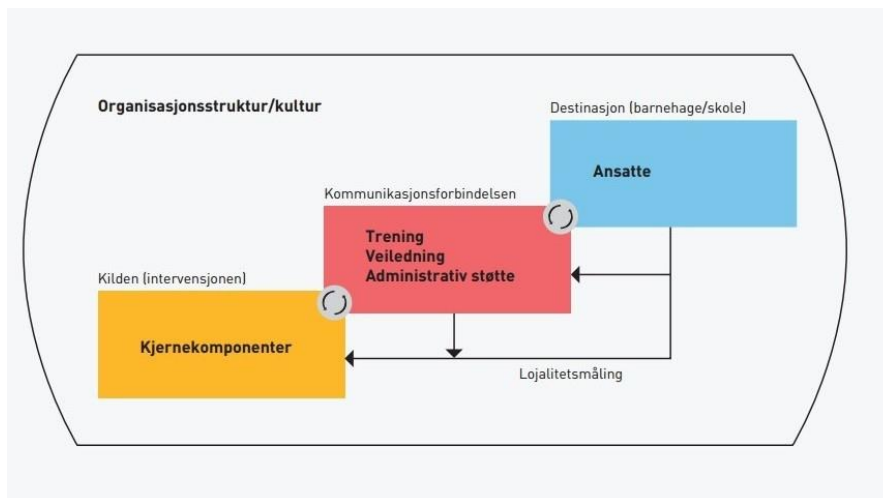 Organisasjonsstruktur/kultur
Destinasjon (barnehage/skole)
Ansatte
Kommunikasjonsforbindelsen
Trening
Veiledning
Administrativ støtte
Kilden (intervensjonen)
Kjernekomponenter
Lojalitetsmåling